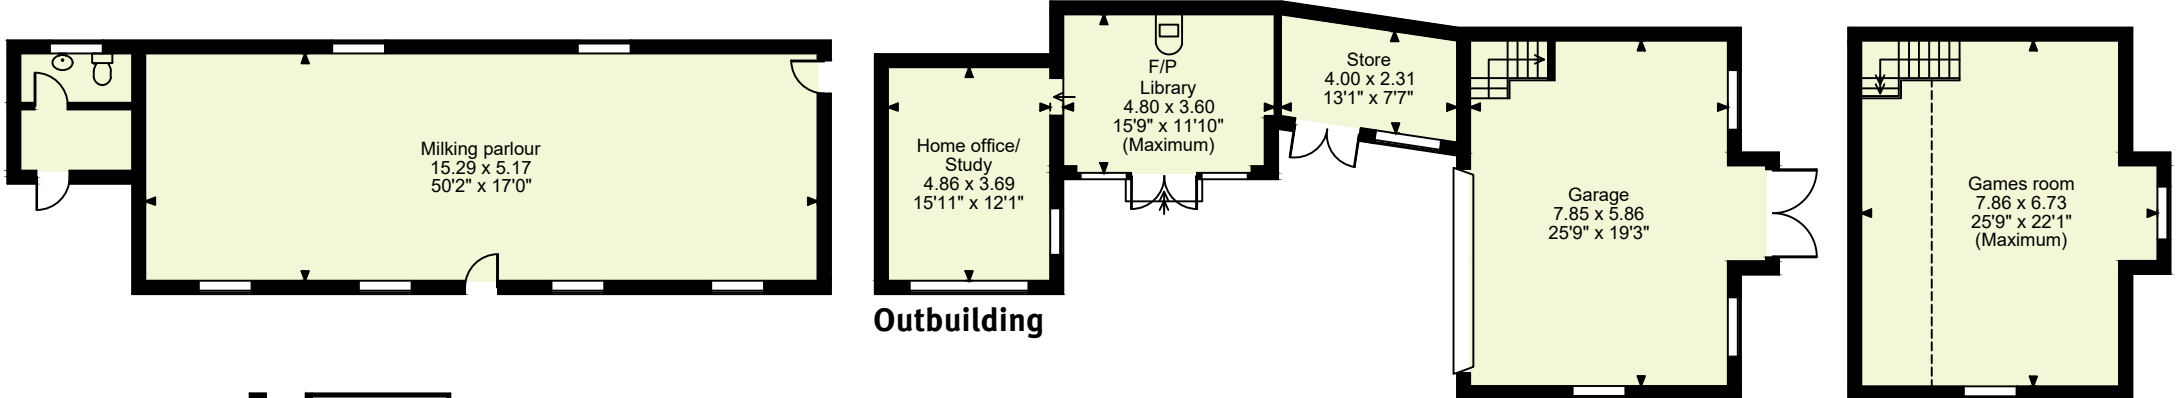 Milking parlour
15.29 x 5.17
50'2" x 17'0"
Home office/
Study
4.86 x 3.69
15'11" x 12'1"
F/P
Library
4.80 x 3.60
15'9" x 11'10"
(Maximum)
Store
4.00 x 2.31
13'1" x 7'7"
Garage
7.85 x 5.86
25'9" x 19'3"
Games room
7.86 x 6.73
25'9" x 22'1"
(Maximum)
Outbuilding